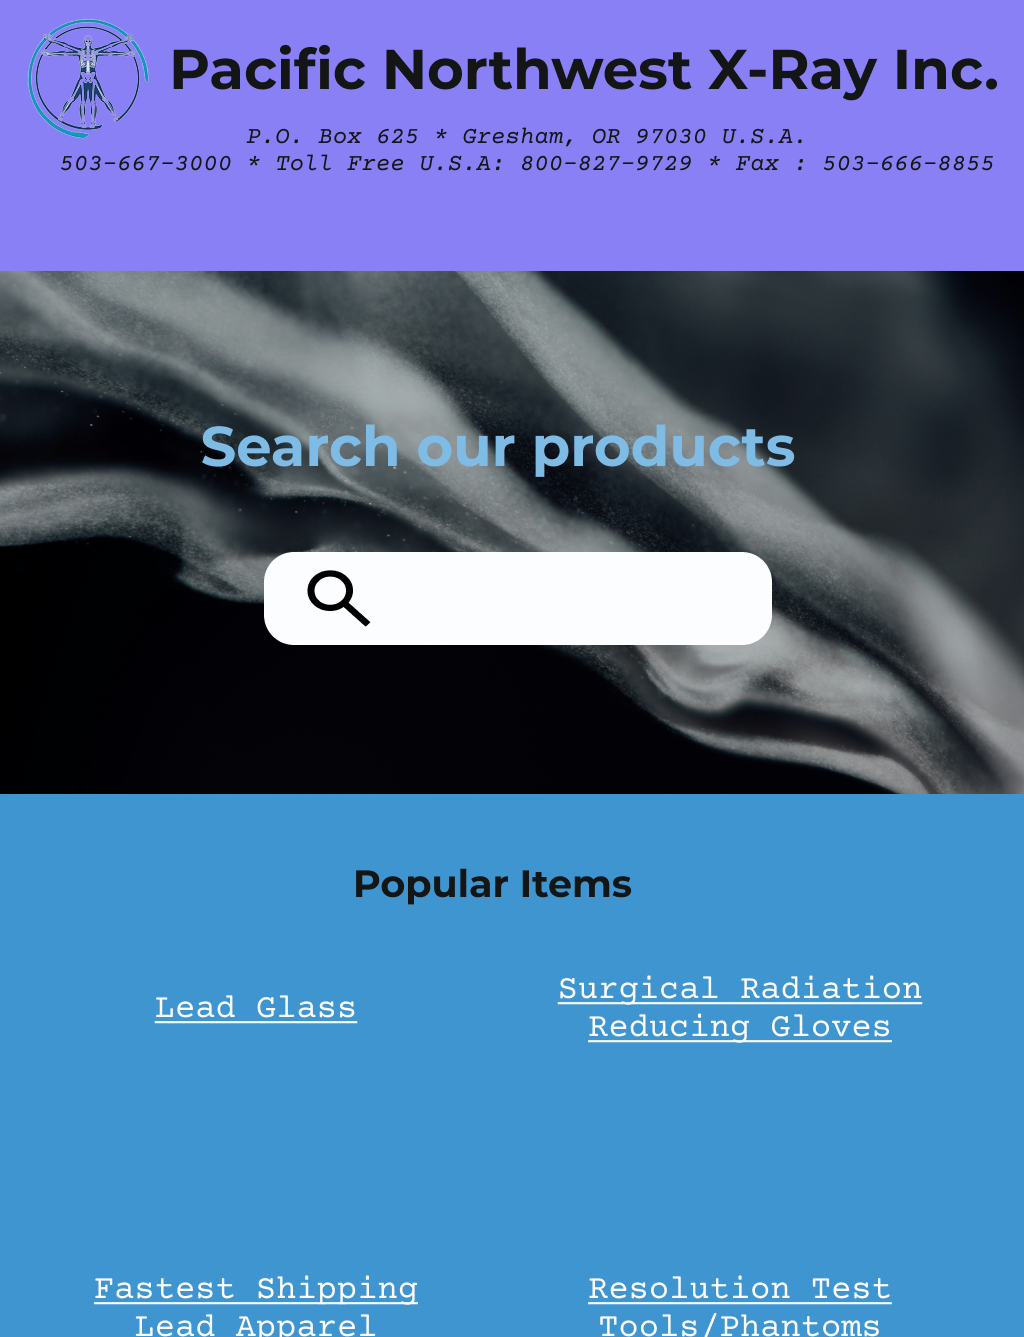 Pacific Northwest X-Ray Inc.
P.O. Box 625 * Gresham, OR 97030 U.S.A.
503-667-3000 * Toll Free U.S.A: 800-827-9729 * Fax : 503-666-8855
Search our products
Popular Items
Lead Glass
Surgical Radiation
Reducing Gloves
Fastest Shipping
Lead Apparel
Resolution Test
Tools/Phantoms